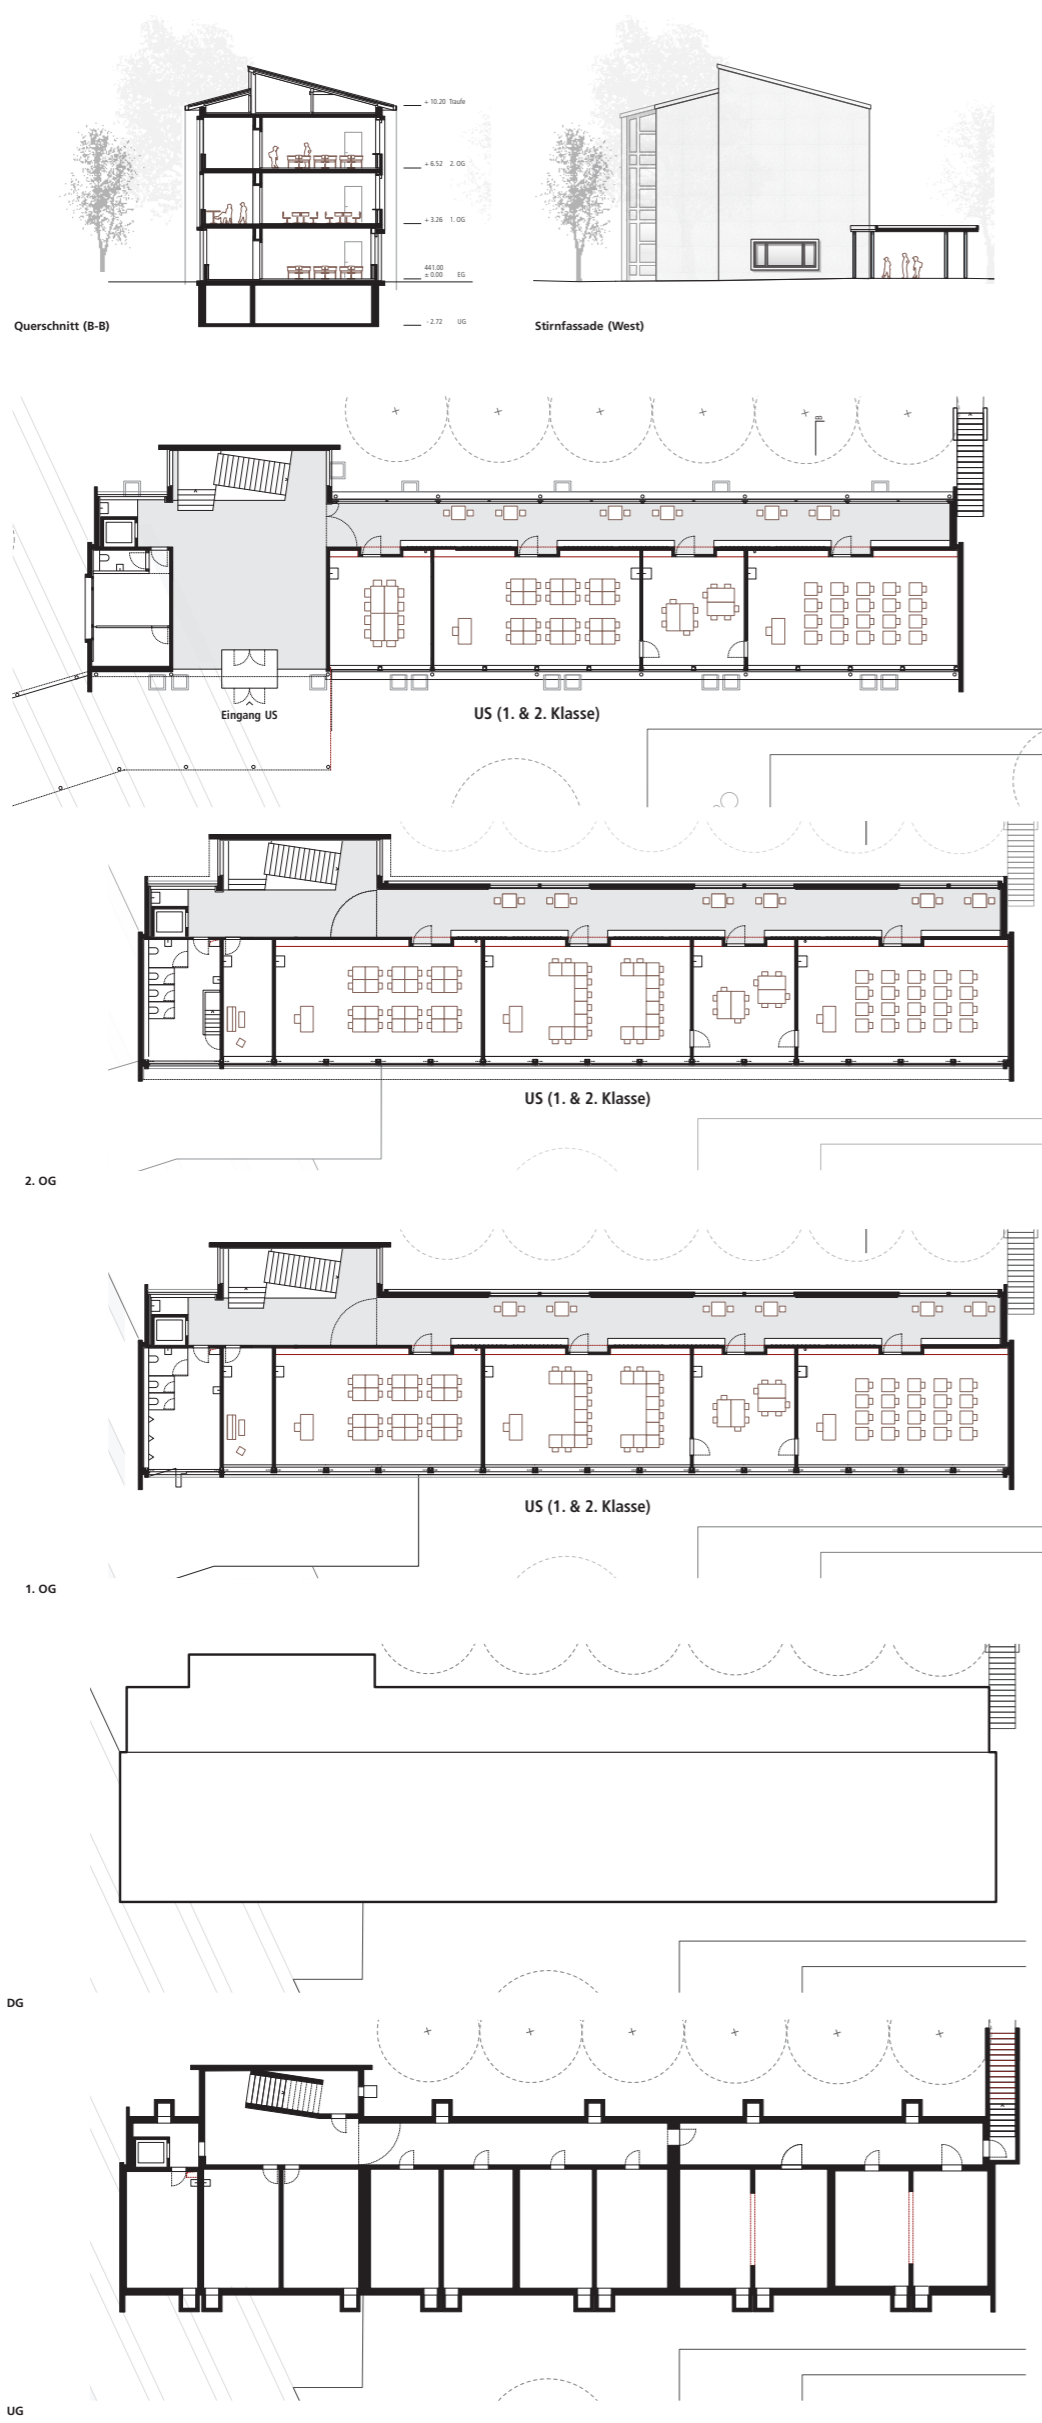 + 10.20 Traufe
+ 6.52 2. OG
+ 3.26 1. OG
441.00
± 0.00 EG
- 2.72 UG
Querschnitt (B-B)
Stirnfassade (West)
B
Eingang US
US (1. & 2. Klasse)
US (1. & 2. Klasse)
2. OG
US (1. & 2. Klasse)
1. OG
DG
UG